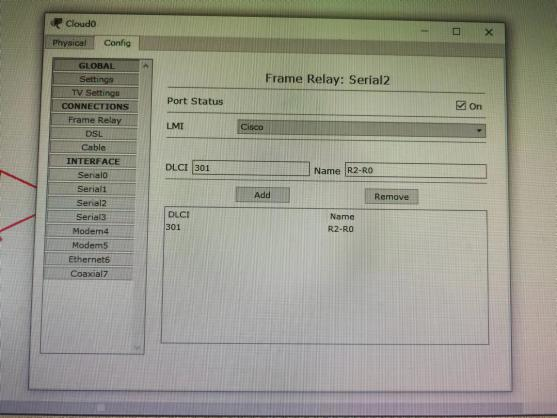 Cloud0
Physical Config
GLOBAL
Settings
TV Settings
CONNECTIONS
Frame Relay
DSL
Cable
INTERFACE
Serial0
Serial1
Serial2
Serial3
Modem4
Modem5
Ethernet6
Coaxial7
Frame Relay: Serial2
Port Status On
LMI Cisco
DLCI 301 Name R2-R0
Add Remove
DLCI Name
301 R2-R0